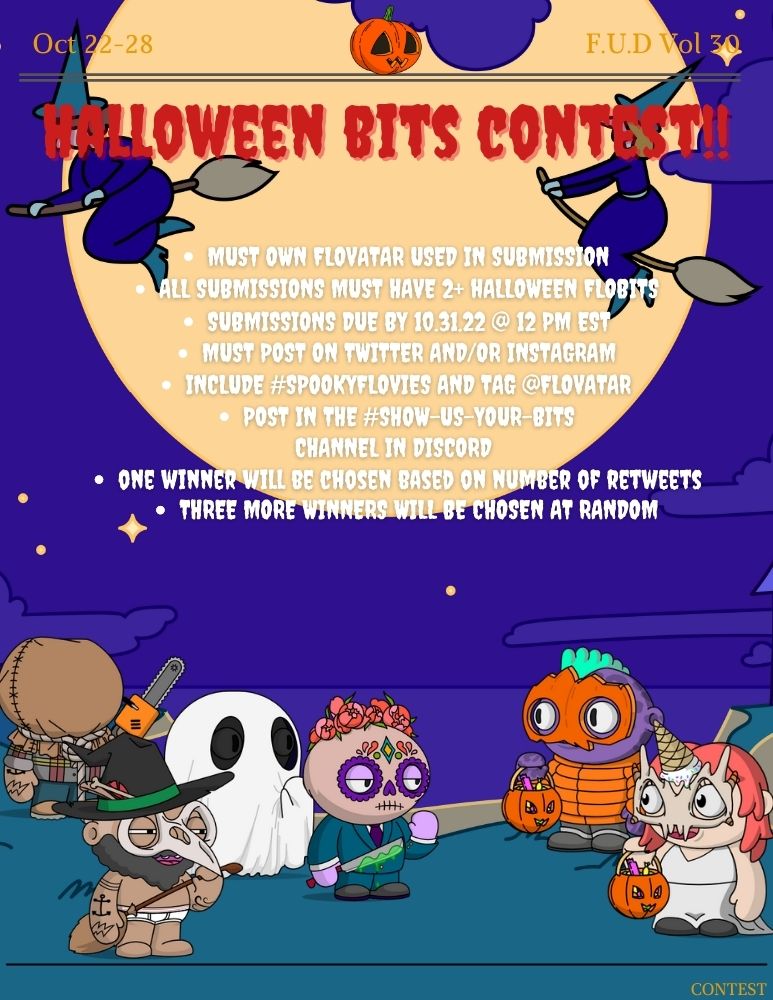 Oct 22-28
F.U.D Vol 30
HALLOWEEN BITS CONTEST!!
• MUST OWN FLOVATAR USED IN SUBMISSION
• ALL SUBMISSIONS MUST HAVE 2+ HALLOWEEN FLOBITS
• SUBMISSIONS DUE BY 10.31.22 @ 12 PM EST
• MUST POST ON TWITTER AND/OR INSTAGRAM
• INCLUDE #SPOOKYFLOVIES AND TAG @FLOVATAR
• POST IN THE #SHOW-US-YOUR-BITS
CHANNEL IN DISCORD
• ONE WINNER WILL BE CHOSEN BASED ON NUMBER OF RETWEETS
• THREE MORE WINNERS WILL BE CHOSEN AT RANDOM
CONTEST